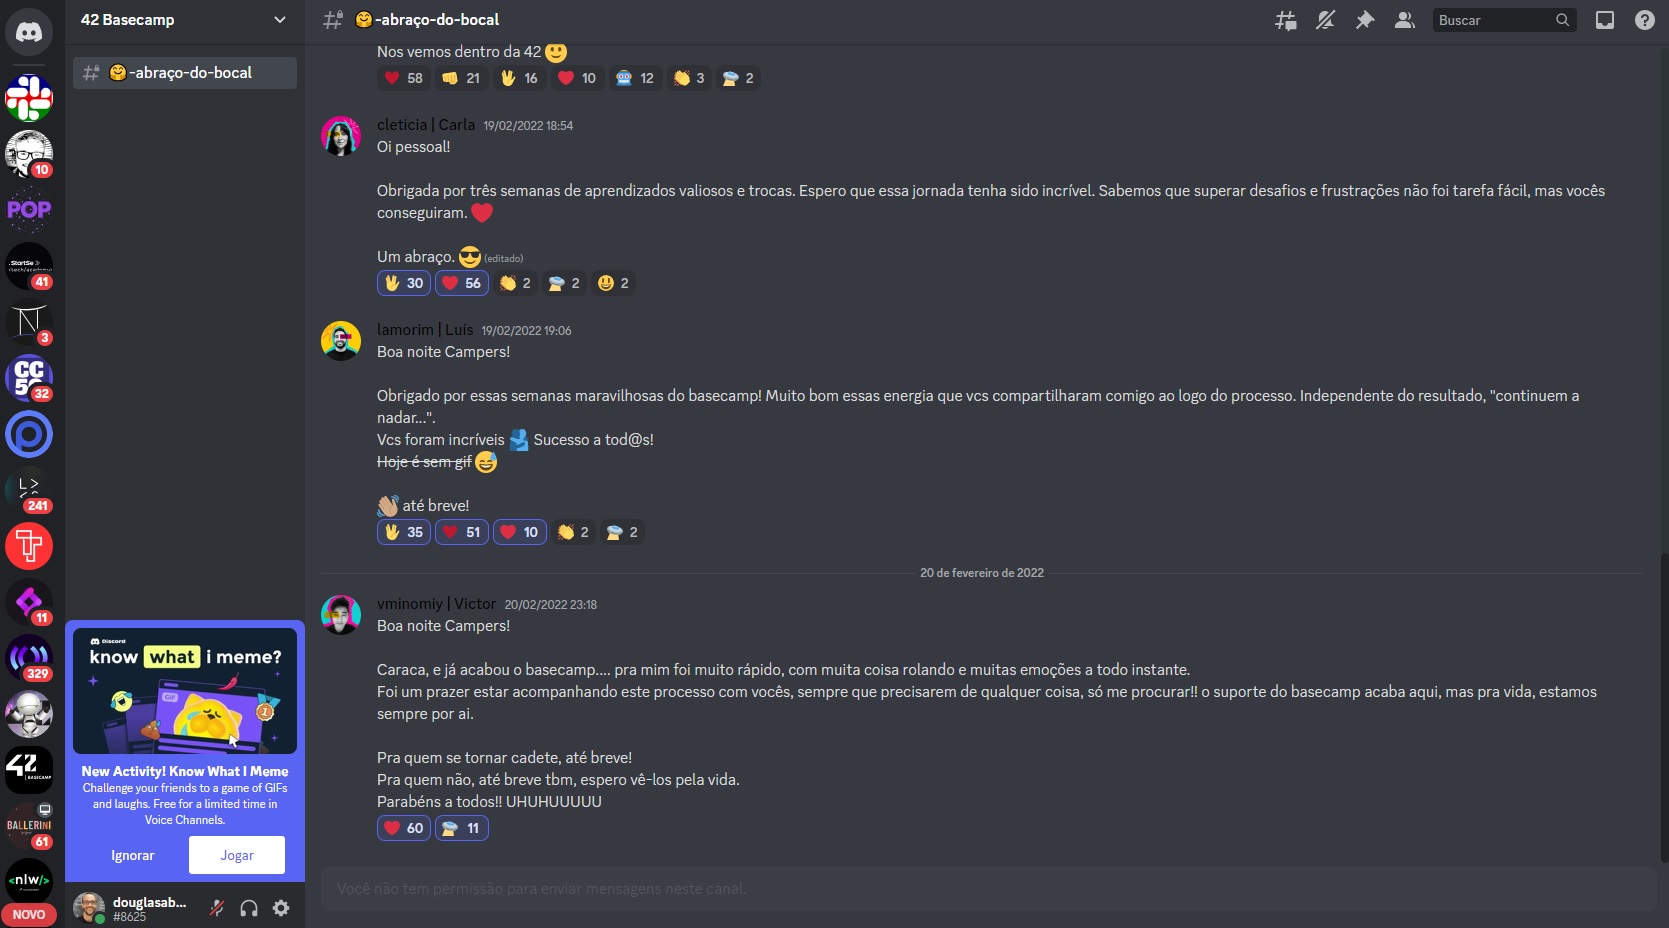 42 Basecamp
🤗-abraço-do-bocal
🤗-abraço-do-bocal
Buscar
Nos vemos dentro da 42 🙂
58 21 16 10 12 3 2
cleticia | Carla 19/02/2022 18:54
Oi pessoal!
Obrigada por três semanas de aprendizados valiosos e trocas. Espero que essa jornada tenha sido incrível. Sabemos que superar desafios e frustrações não foi tarefa fácil, mas vocês
conseguiram. ❤️
Um abraço. 😎 (editado)
30 56 2 2 2
lamorim | Luís 19/02/2022 19:06
Boa noite Campers!
Obrigado por essas semanas maravilhosas do basecamp! Muito bom essas energia que vcs compartilharam comigo ao logo do processo. Independente do resultado, "continuem a
nadar...".
Vcs foram incríveis 🫂 Sucesso a tod@s!
Hoje é sem gif 😅
👋🏼 até breve!
35 51 10 2 2
20 de fevereiro de 2022
vminomiy | Victor 20/02/2022 23:18
Boa noite Campers!
Caraca, e já acabou o basecamp.... pra mim foi muito rápido, com muita coisa rolando e muitas emoções a todo instante.
Foi um prazer estar acompanhando este processo com vocês, sempre que precisarem de qualquer coisa, só me procurar!! o suporte do basecamp acaba aqui, mas pra vida, estamos
sempre por ai.
Pra quem se tornar cadete, até breve!
Pra quem não, até breve tbm, espero vê-los pela vida.
Parabéns a todos!! UHUHUUUUU
60 11
Você não tem permissão para enviar mensagens neste canal.
10
POP
.StartSe
41
N
3
CC
50
32
241
11
329
42 BASECAMP
BALLERINI
61
<nlw/>
NOVO
Discord
know what i meme?
GIF
1
New Activity! Know What I Meme
Challenge your friends to a game of GIFs
and laughs. Free for a limited time in
Voice Channels.
Ignorar Jogar
douglasab...
#8625